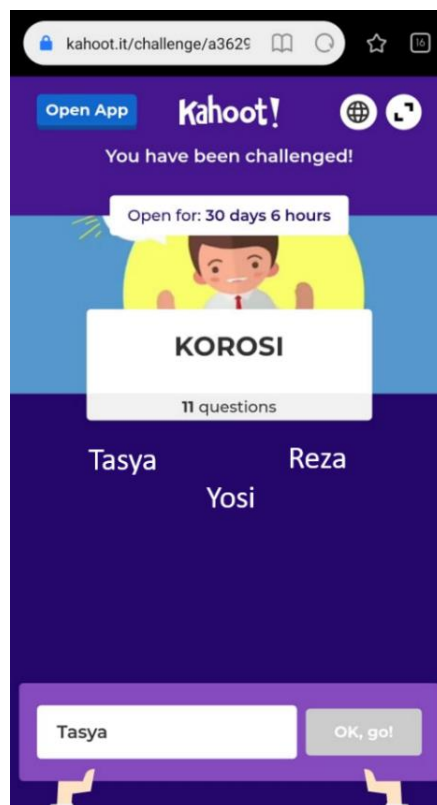 kahoot.it/challenge/a3629
16
Open App
Kahoot!
You have been challenged!
Open for: 30 days 6 hours
KOROSI
11 questions
Tasya
Reza
Yosi
Tasya
OK, go!